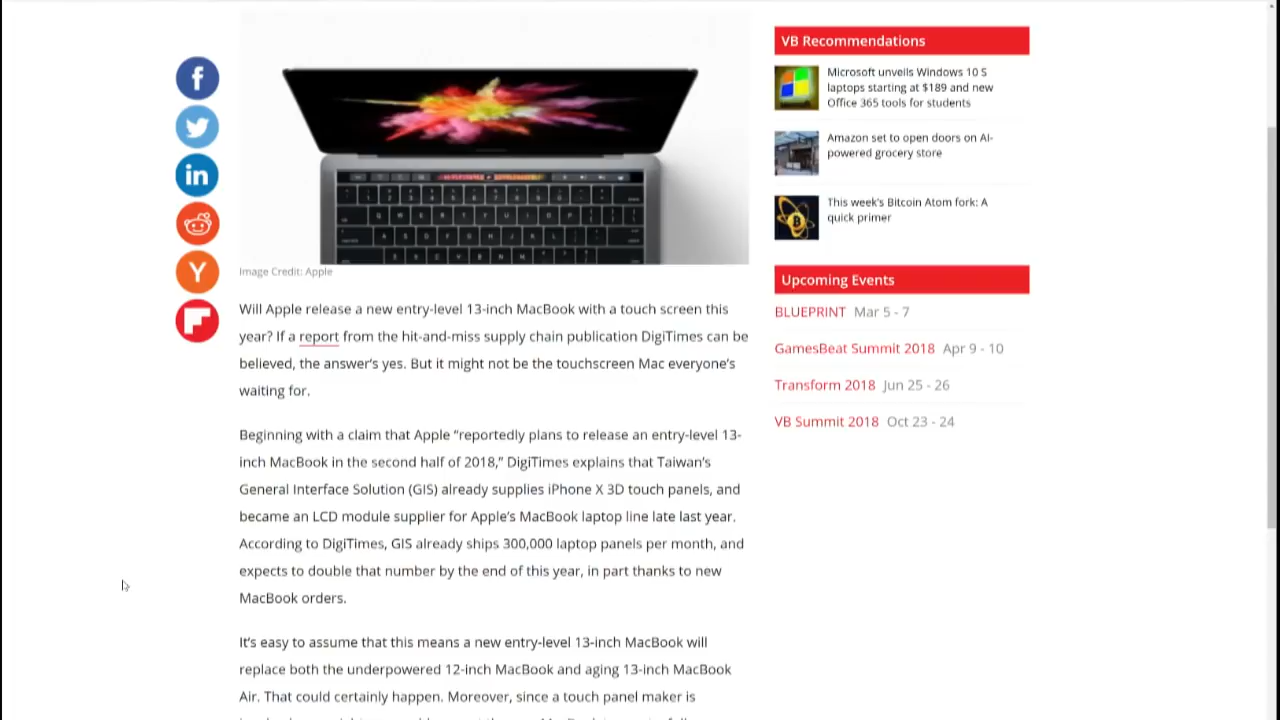 Image Credit: Apple
Will Apple release a new entry-level 13-inch MacBook with a touch screen this
year? If a report from the hit-and-miss supply chain publication DigiTimes can be
believed, the answer's yes. But it might not be the touchscreen Mac everyone's
waiting for.
Beginning with a claim that Apple “reportedly plans to release an entry-level 13-
inch MacBook in the second half of 2018,” DigiTimes explains that Taiwan's
General Interface Solution (GIS) already supplies iPhone X 3D touch panels, and
became an LCD module supplier for Apple's MacBook laptop line late last year.
According to DigiTimes, GIS already ships 300,000 laptop panels per month, and
expects to double that number by the end of this year, in part thanks to new
MacBook orders.
It's easy to assume that this means a new entry-level 13-inch MacBook will
replace both the underpowered 12-inch MacBook and aging 13-inch MacBook
Air. That could certainly happen. Moreover, since a touch panel maker is
VB Recommendations
Microsoft unveils Windows 10 S
laptops starting at $189 and new
Office 365 tools for students
Amazon set to open doors on AI-
powered grocery store
This week's Bitcoin Atom fork: A
quick primer
Upcoming Events
BLUEPRINT Mar 5 - 7
GamesBeat Summit 2018 Apr 9 - 10
Transform 2018 Jun 25 - 26
VB Summit 2018 Oct 23 - 24